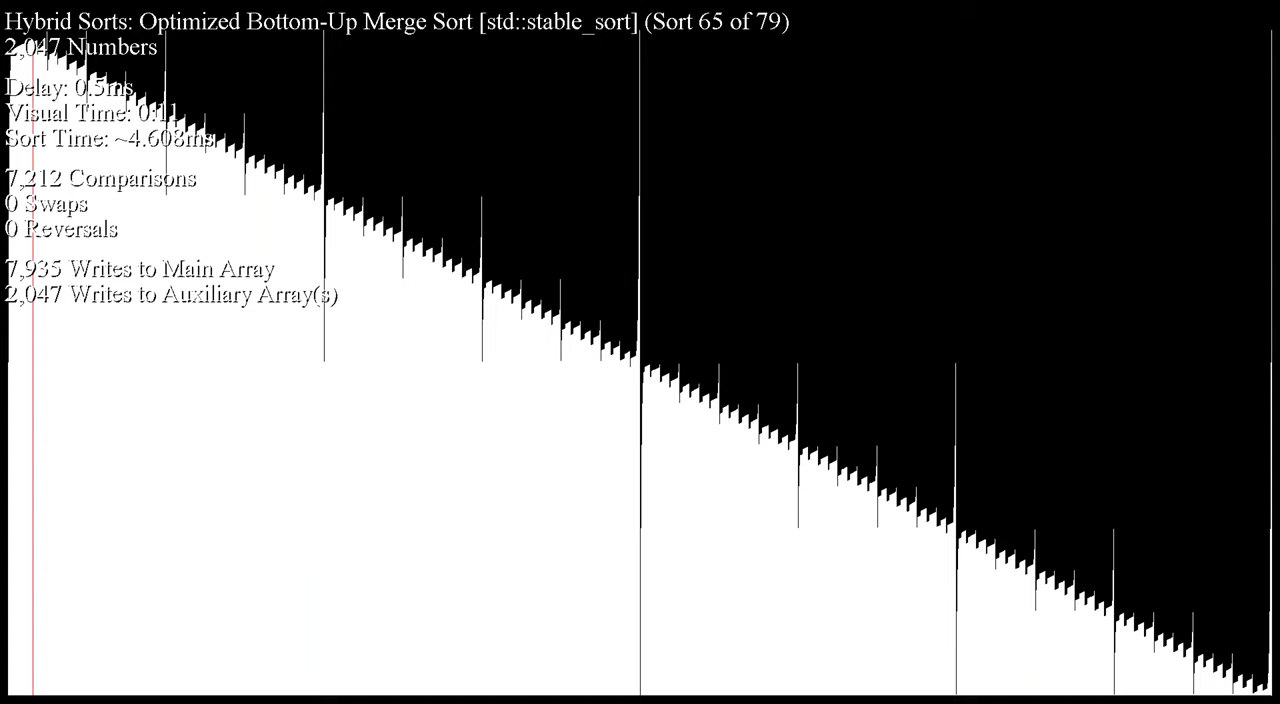 Hybrid Sorts: Optimized Bottom-Up Merge Sort [std::stable_sort] (Sort 65 of 79)
2,047 Numbers
Delay: 0.5ms
Visual Time: 0:11
Sort Time: ~4.608ms
7,212 Comparisons
0 Swaps
0 Reversals
7,935 Writes to Main Array
2,047 Writes to Auxiliary Array(s)